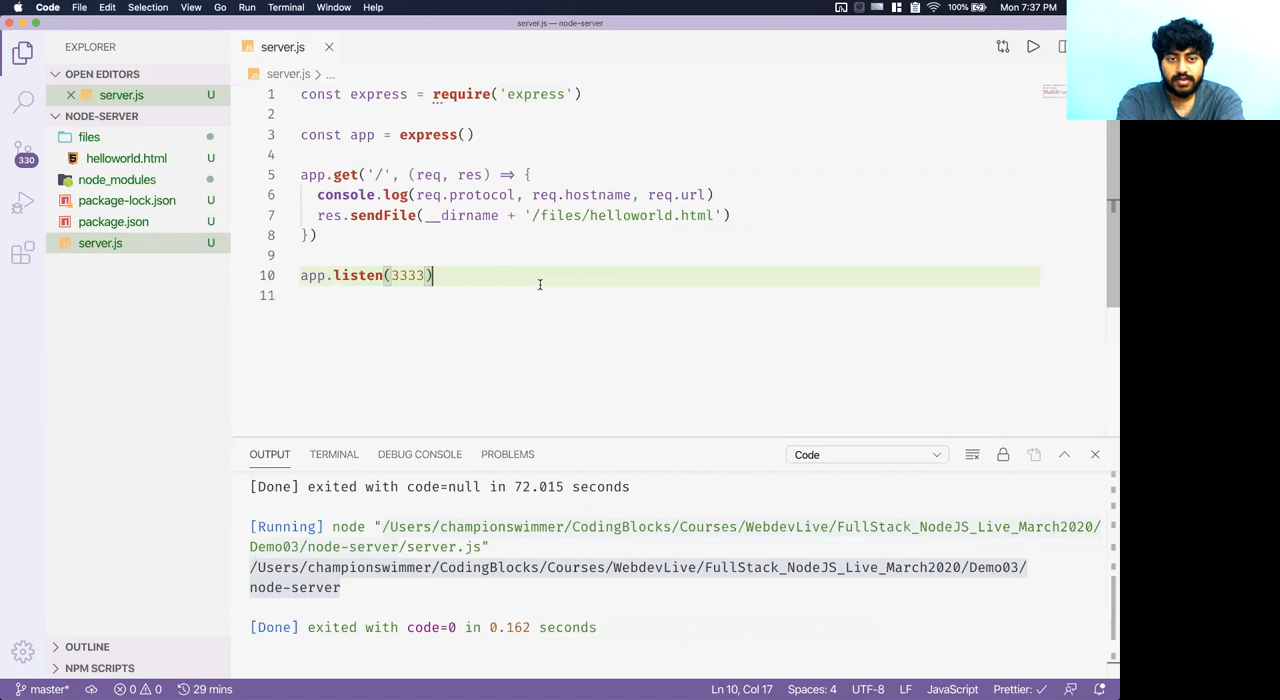 Code File Edit Selection View Go Run Terminal Window Help 100% Mon 7:37 PM
server.js — node-server
EXPLORER
server.js
OPEN EDITORS
server.js U
NODE-SERVER
files
helloworld.html U
node_modules
package-lock.json U
package.json U
server.js U
330
server.js > ...
1 const express = require('express')
2
3 const app = express()
4
5 app.get('/', (req, res) => {
6 console.log(req.protocol, req.hostname, req.url)
7 res.sendFile(__dirname + '/files/helloworld.html')
8 })
9
10 app.listen(3333)
11
OUTPUT TERMINAL DEBUG CONSOLE PROBLEMS Code
[Done] exited with code=null in 72.015 seconds
[Running] node "/Users/championswimmer/CodingBlocks/Courses/WebdevLive/FullStack_NodeJS_Live_March2020/
Demo03/node-server/server.js"
/Users/championswimmer/CodingBlocks/Courses/WebdevLive/FullStack_NodeJS_Live_March2020/Demo03/
node-server
[Done] exited with code=0 in 0.162 seconds
OUTLINE
NPM SCRIPTS
master* 0 0 29 mins Ln 10, Col 17 Spaces: 4 UTF-8 LF JavaScript Prettier: ✓